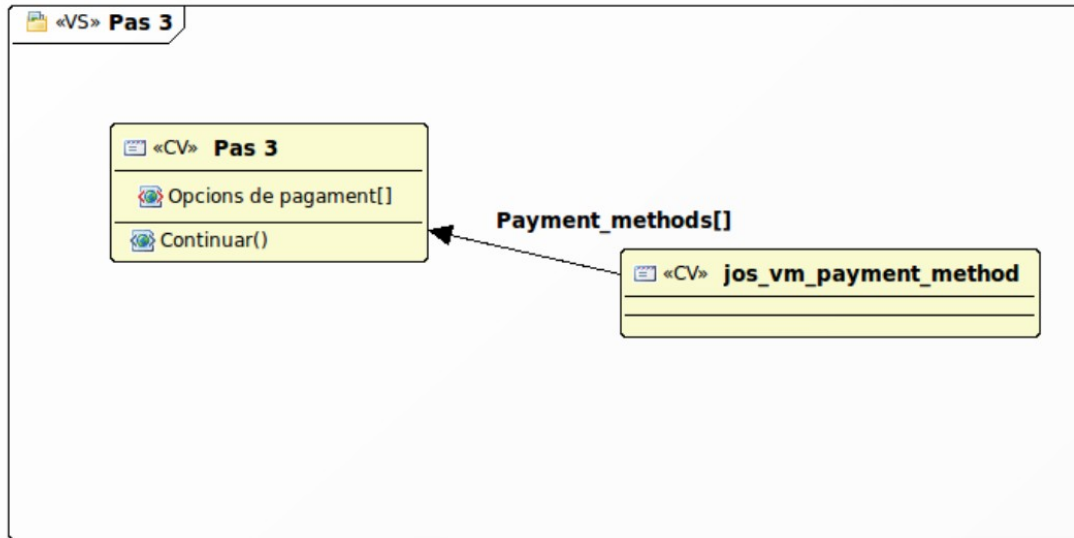 «VS» Pas 3
«CV» Pas 3
Opcions de pagament[]
Continuar()
Payment_methods[]
«CV» jos_vm_payment_method